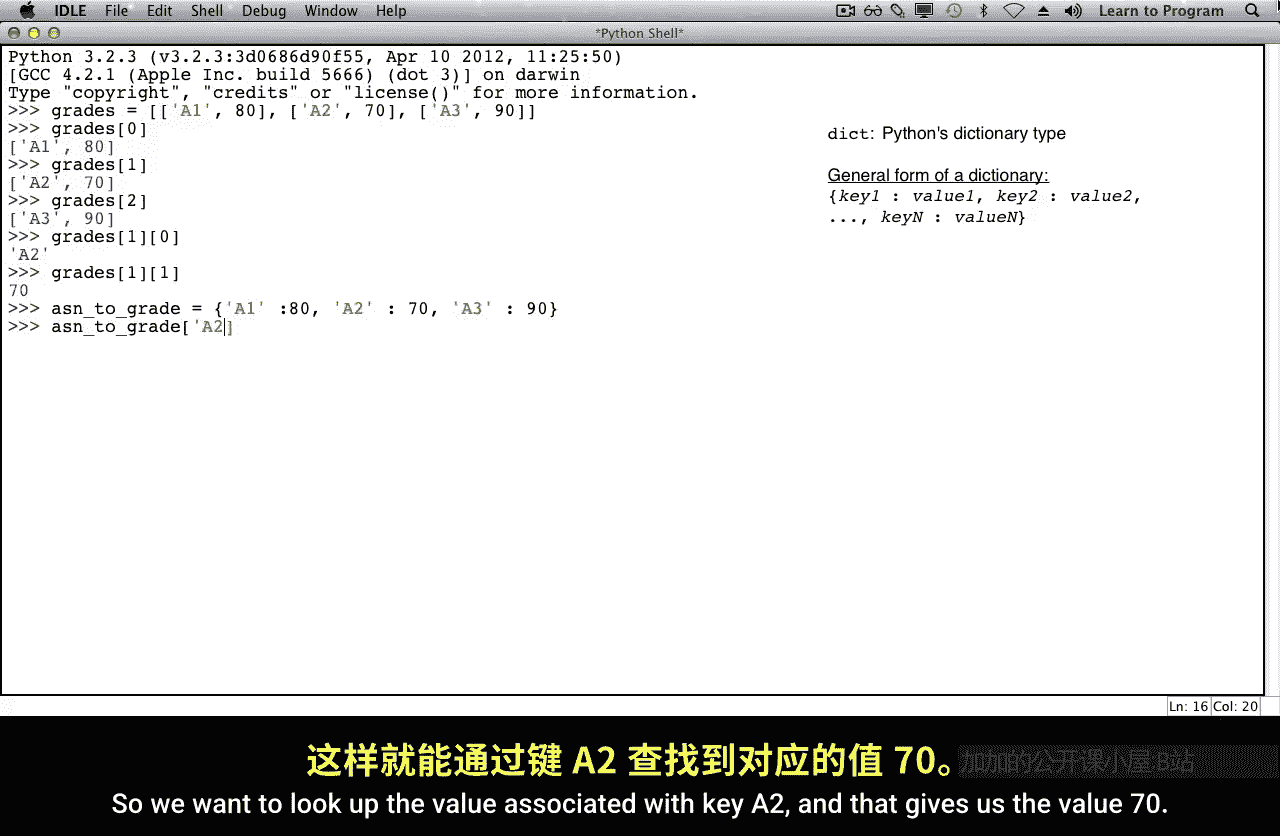 IDLE File Edit Shell Debug Window Help Learn to Program
*Python Shell*
Python 3.2.3 (v3.2.3:3d0686d90f55, Apr 10 2012, 11:25:50)
[GCC 4.2.1 (Apple Inc. build 5666) (dot 3)] on darwin
Type "copyright", "credits" or "license()" for more information.
>>> grades = [['A1', 80], ['A2', 70], ['A3', 90]]
>>> grades[0]
['A1', 80]
>>> grades[1]
['A2', 70]
>>> grades[2]
['A3', 90]
>>> grades[1][0]
'A2'
>>> grades[1][1]
70
>>> asn_to_grade = {'A1' :80, 'A2' : 70, 'A3' : 90}
>>> asn_to_grade['A2]
dict: Python's dictionary type
General form of a dictionary:
{key1 : value1, key2 : value2,
..., keyN : valueN}
Ln: 16 Col: 20
这样就能通过键 A2 查找到对应的值 70。
加加的公开课小屋·B站
So we want to look up the value associated with key A2, and that gives us the value 70.